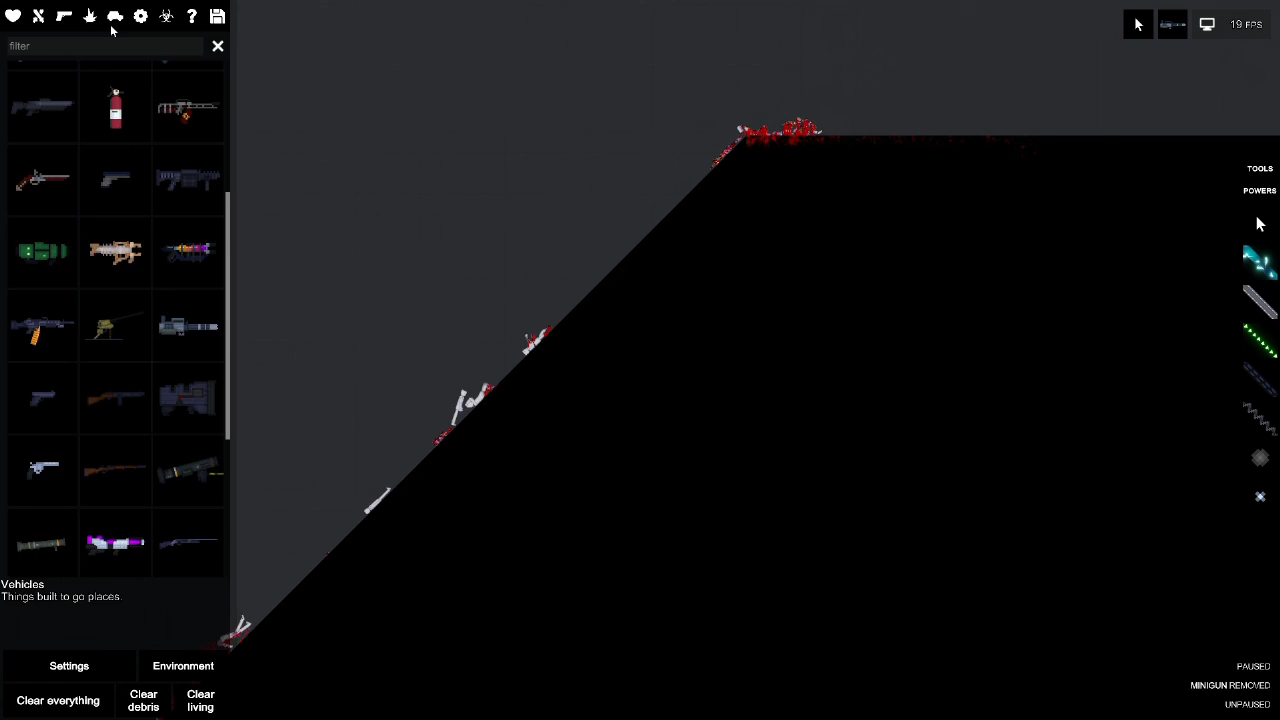 filter
19 FPS
TOOLS
POWERS
Vehicles
Things built to go places.
Settings
Environment
Clear everything
Clear debris
Clear living
PAUSED
MINIGUN REMOVED
UNPAUSED